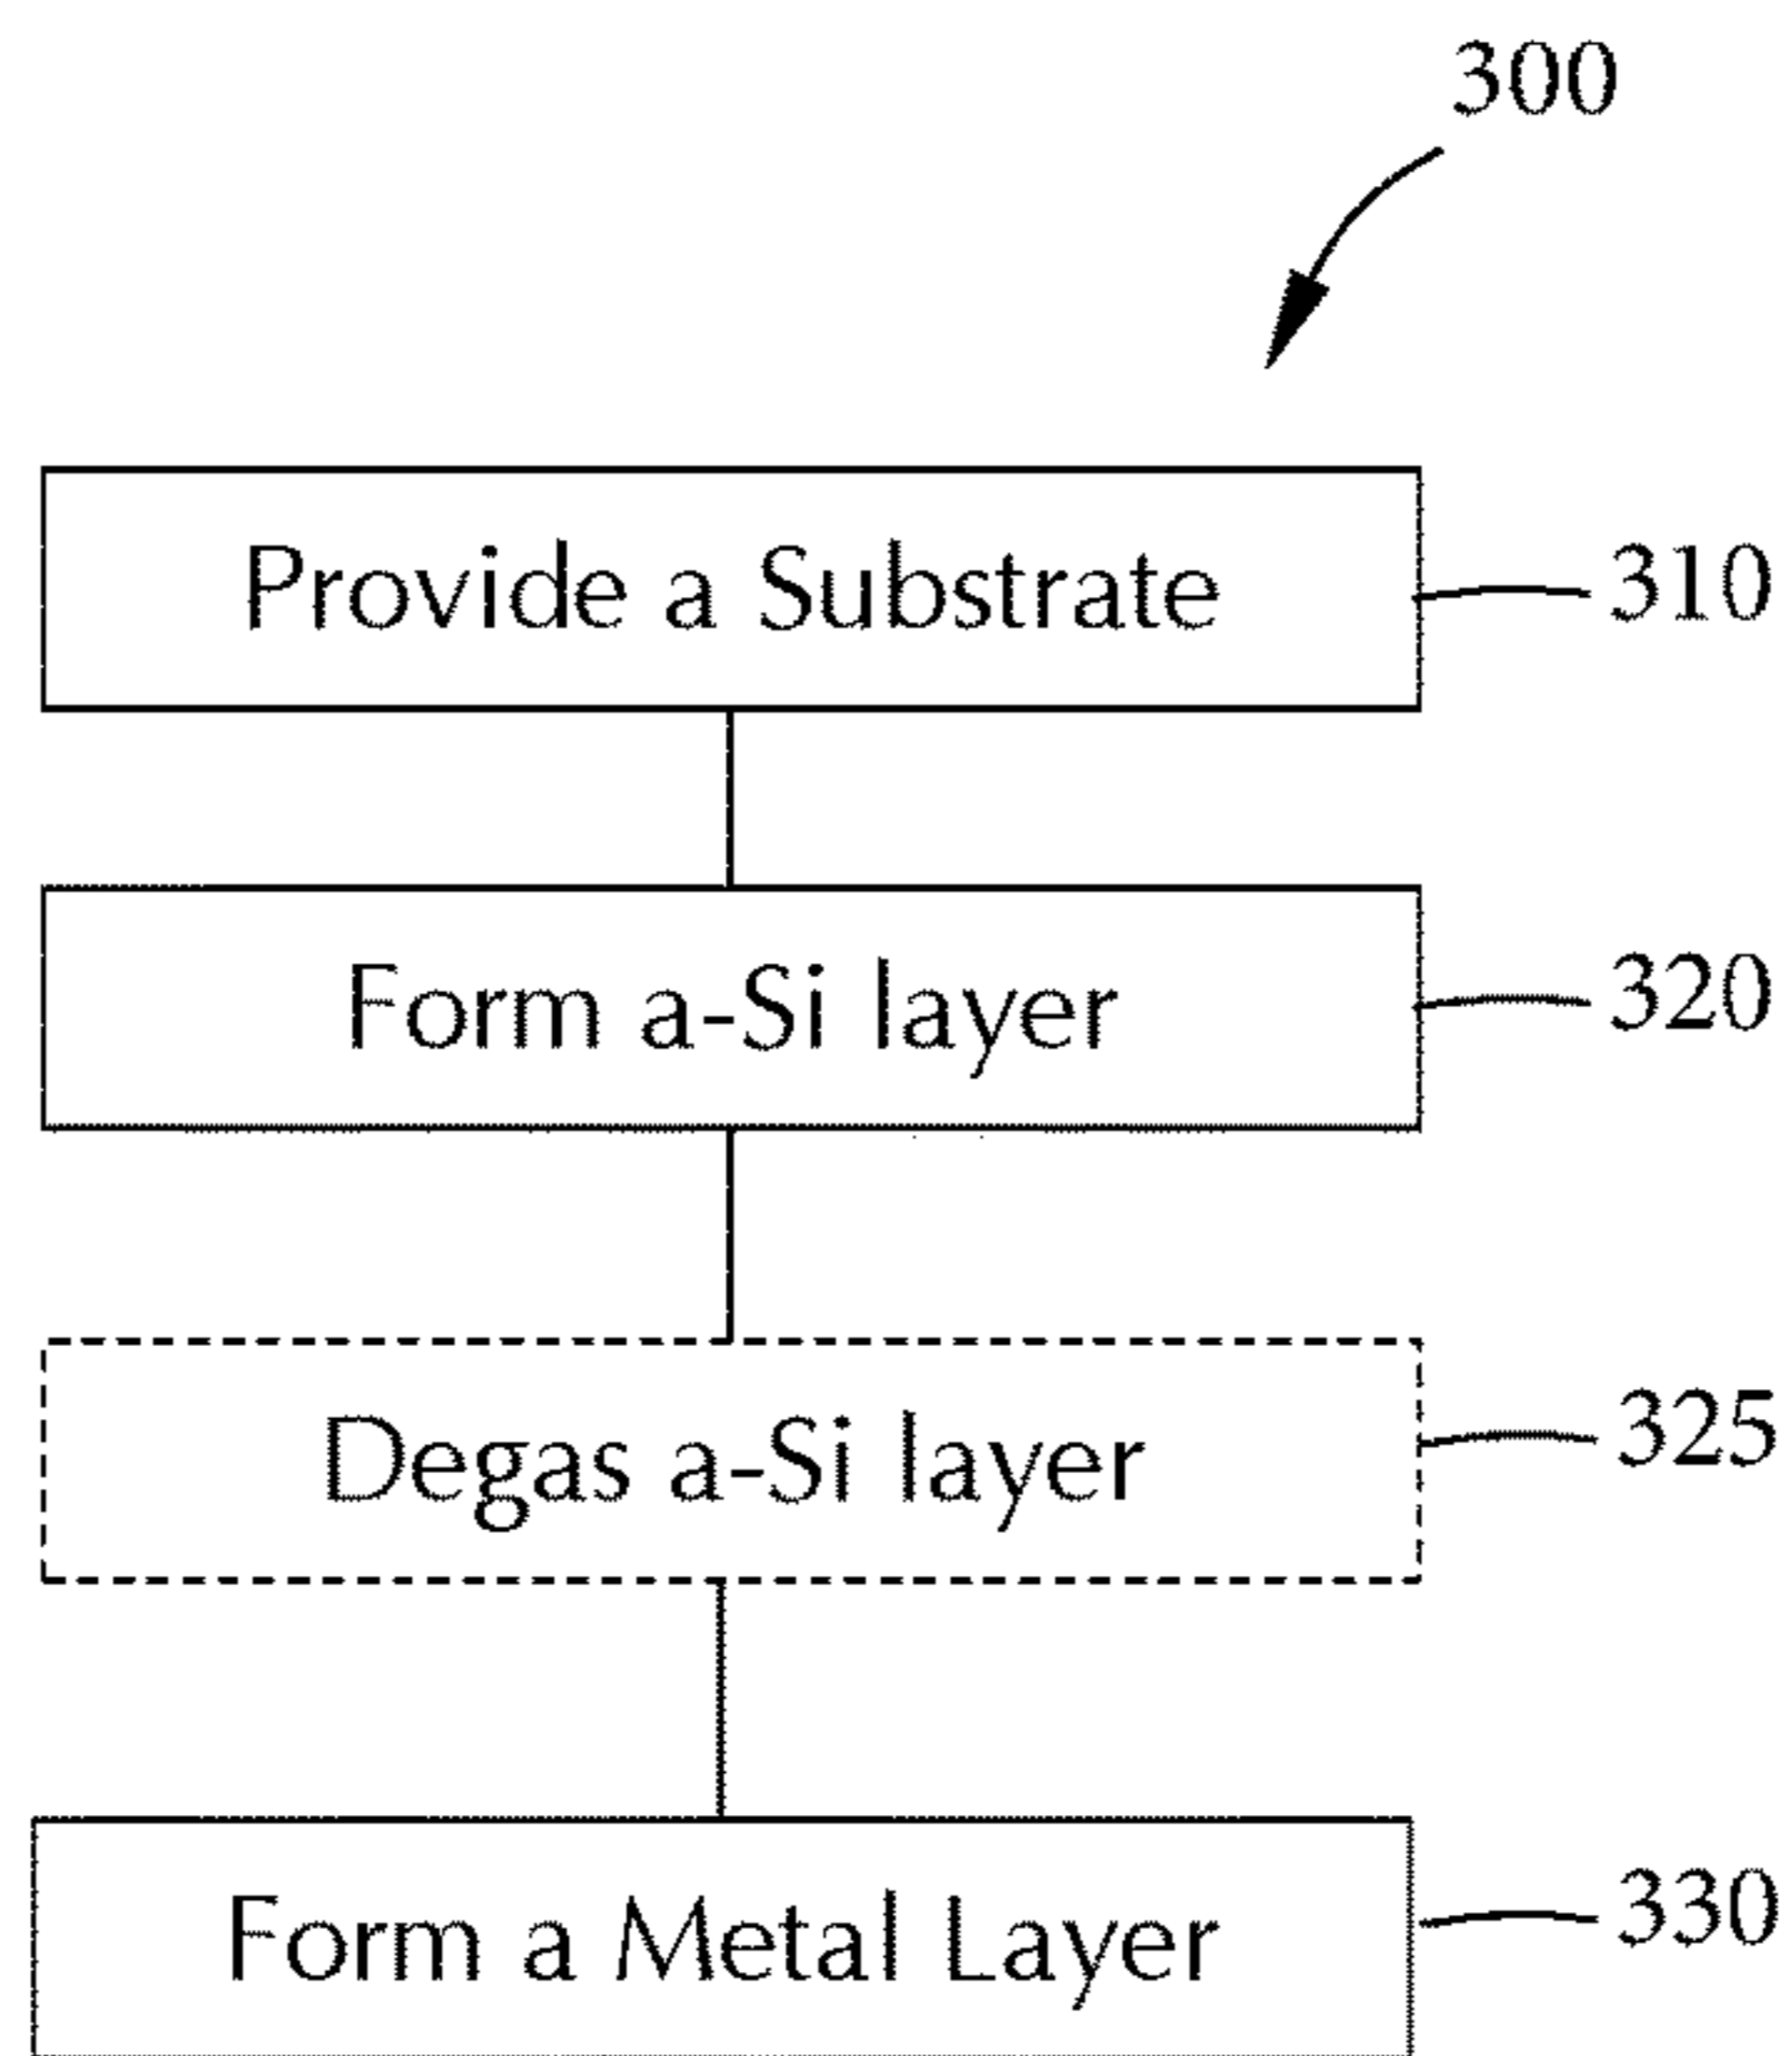 300
Provide a Substrate 310
Form a-Si layer 320
Degas a-Si layer 325
Form a Metal Layer 330